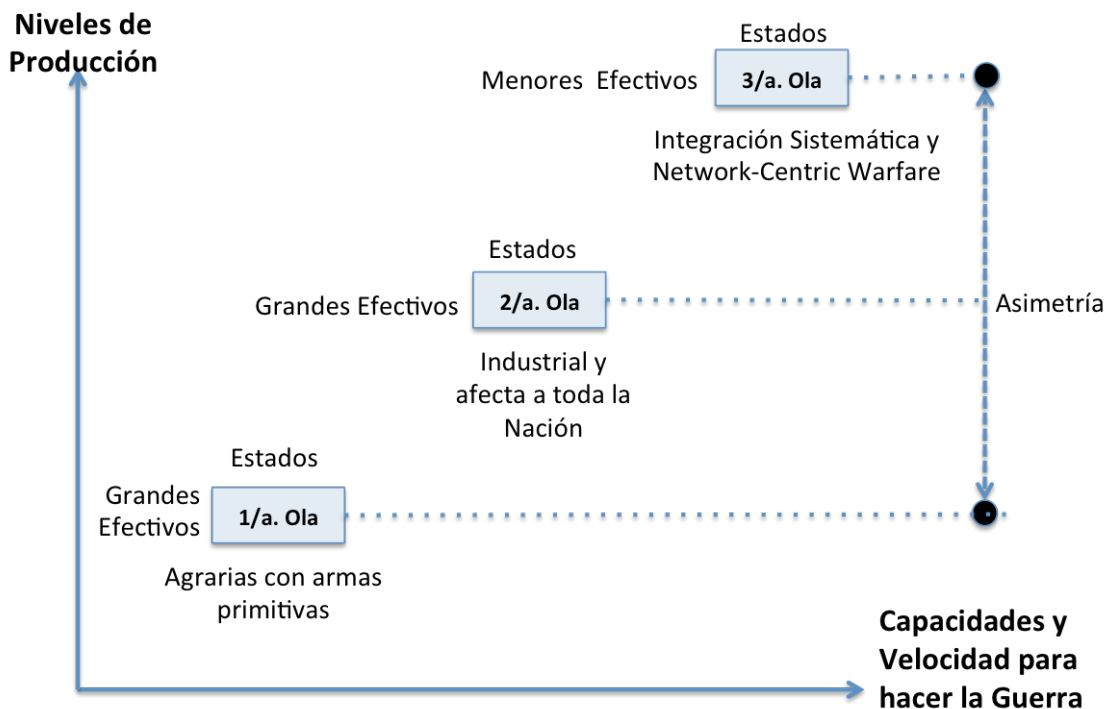 Niveles de
Producción
Estados
Menores Efectivos
3/a. Ola
Integración Sistemática y
Network-Centric Warfare
Estados
Grandes Efectivos
2/a. Ola
Asimetría
Industrial y
afecta a toda la
Nación
Estados
Grandes
Efectivos
1/a. Ola
Agrarias con armas
primitivas
Capacidades y
Velocidad para
hacer la Guerra